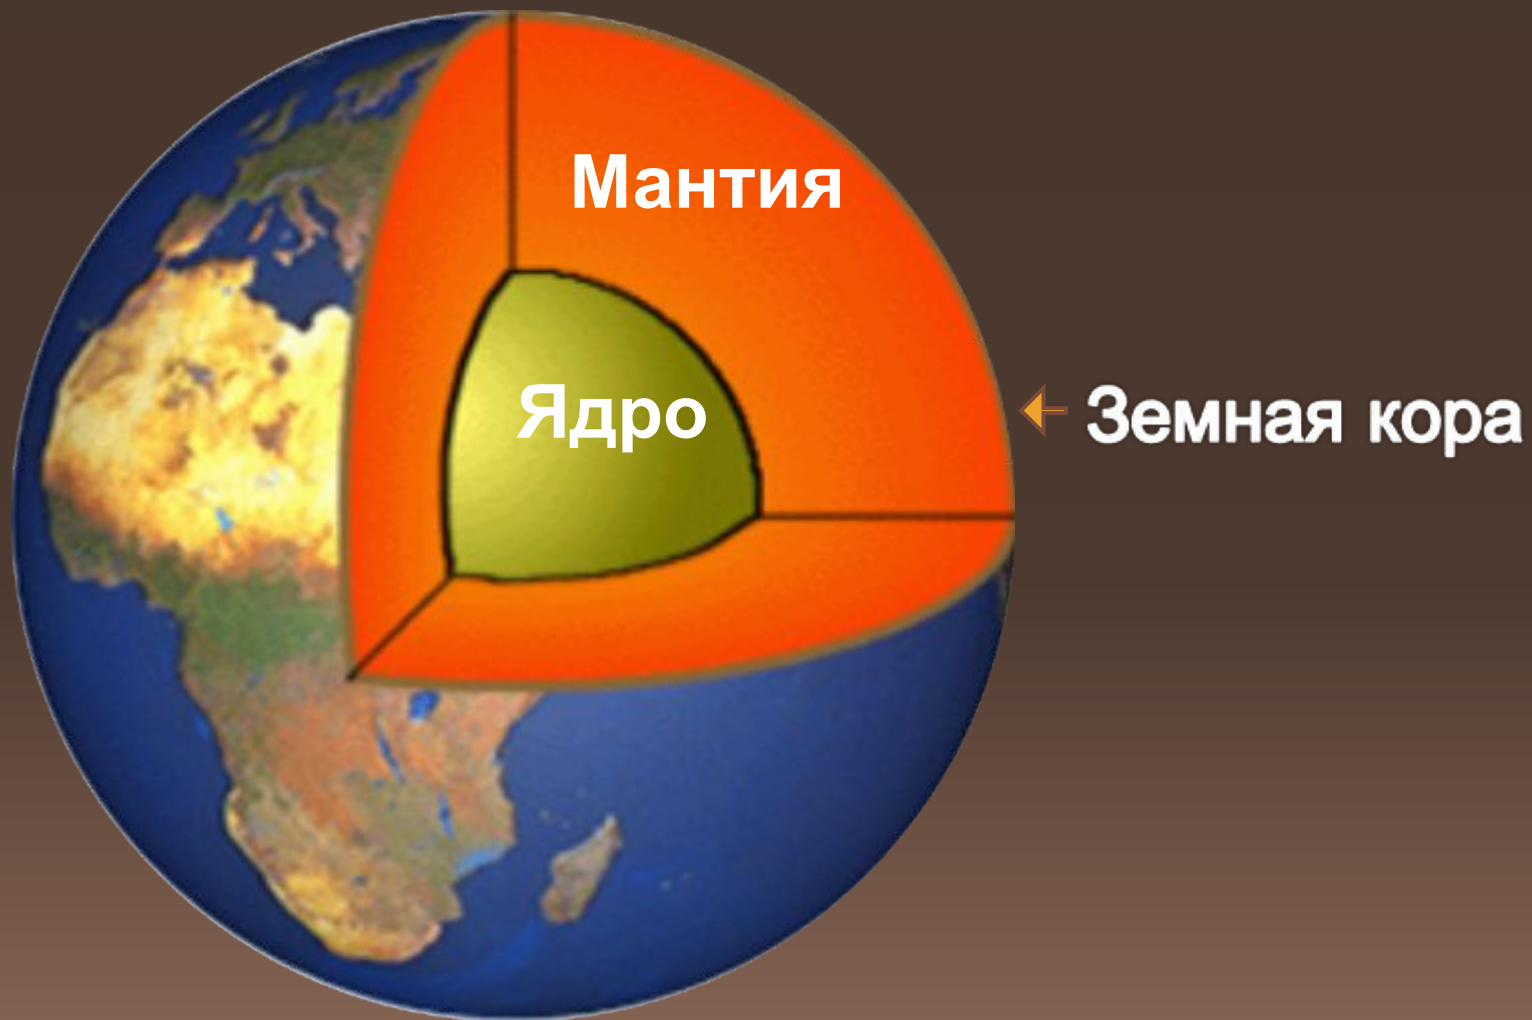 Мантия
Ядро
Земная кора